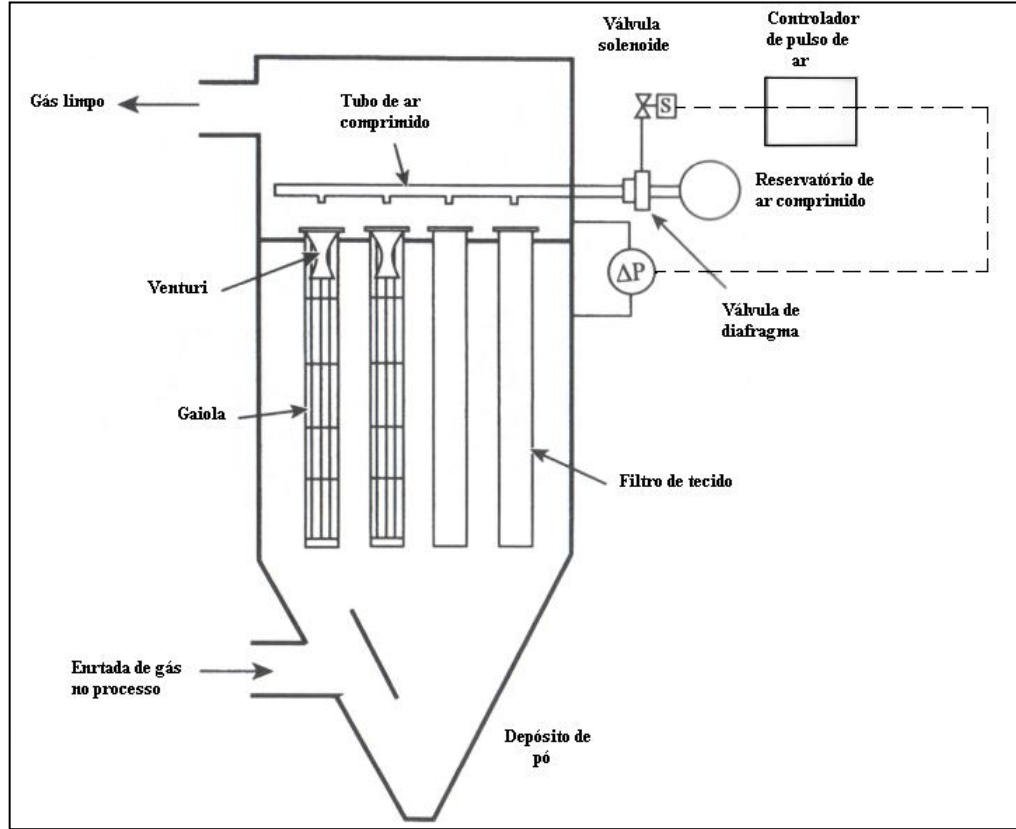 Válvula
solenoide
Controlador
de pulso de
ar
Gás limpo
Tubo de ar
comprimido
S
Reservatório de
ar comprimido
ΔP
Venturi
Válvula de
diafragma
Gaiola
Filtro de tecido
Enrtada de gás
no processo
Depósito de
pó